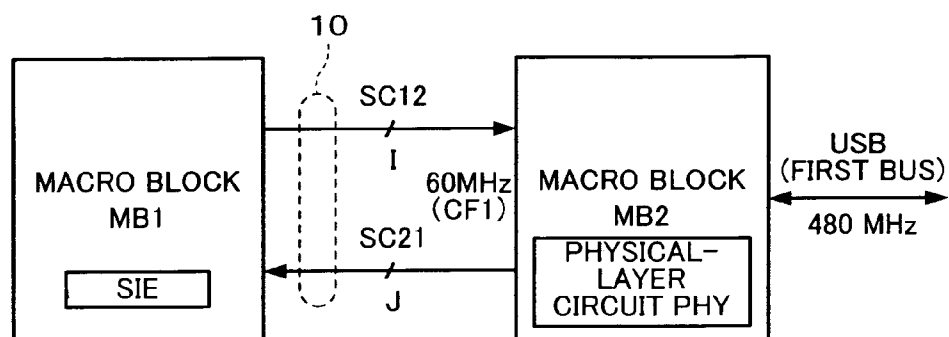 10
SC12
I
MACRO BLOCK
MB1
SIE
60MHz
(CF1)
SC21
J
MACRO BLOCK
MB2
PHYSICAL-
LAYER
CIRCUIT PHY
USB
(FIRST BUS)
480 MHz